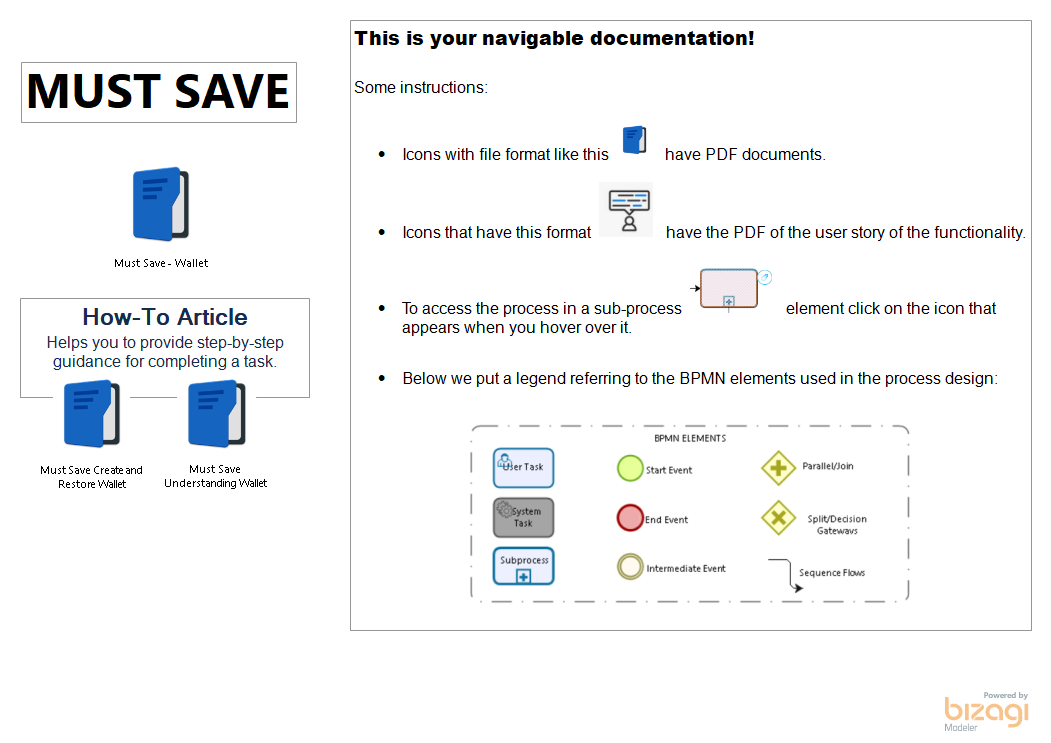 MUST SAVE
Must Save - Wallet
How-To Article
Helps you to provide step-by-step
guidance for completing a task.
Must Save Create and
Restore Wallet
Must Save
Understanding Wallet
This is your navigable documentation!
Some instructions:
• Icons with file format like this have PDF documents.
• Icons that have this format have the PDF of the user story of the functionality.
• To access the process in a sub-process element click on the icon that
appears when you hover over it.
• Below we put a legend referring to the BPMN elements used in the process design:
BPMN ELEMENTS
User Task
Start Event
Parallel/Join
System
Task
End Event
Split/Decision
Gateways
Subprocess
Intermediate Event
Sequence Flows
Powered by
bizagi
Modeler